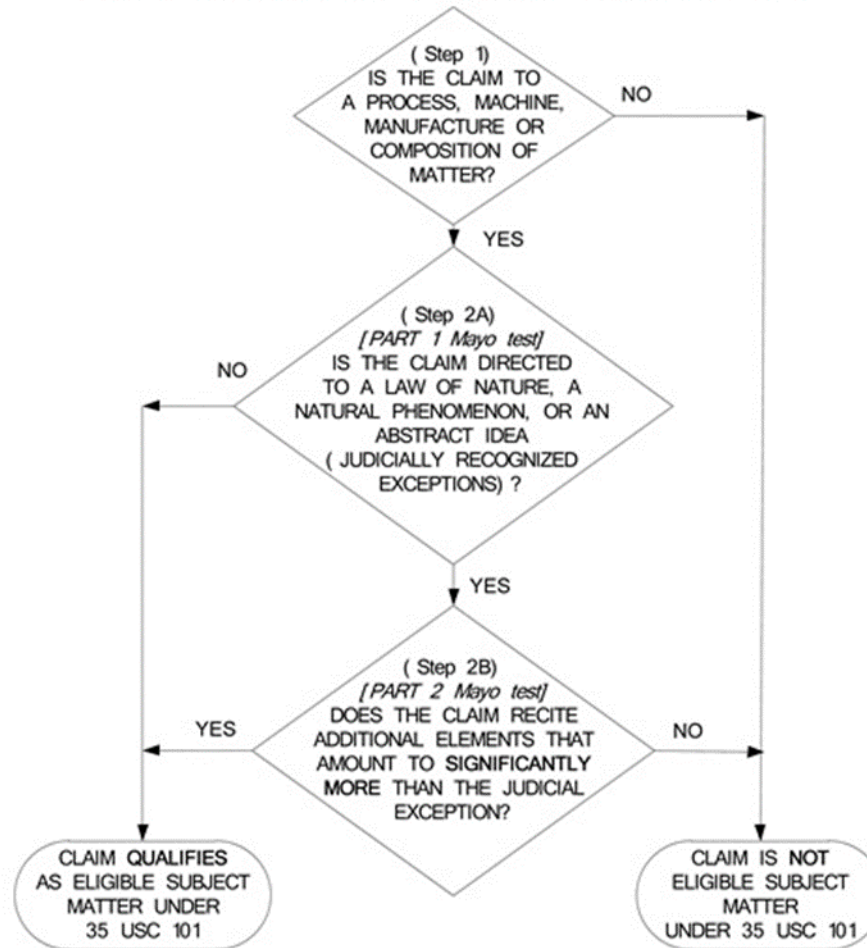 ( Step 1)
IS THE CLAIM TO
A PROCESS, MACHINE,
MANUFACTURE OR
COMPOSITION OF
MATTER?
NO
YES
( Step 2A)
[PART 1 Mayo test]
IS THE CLAIM DIRECTED
TO A LAW OF NATURE, A
NATURAL PHENOMENON, OR AN
ABSTRACT IDEA
( JUDICIALLY RECOGNIZED
EXCEPTIONS) ?
NO
YES
( Step 2B)
[PART 2 Mayo test]
DOES THE CLAIM RECITE
ADDITIONAL ELEMENTS THAT
AMOUNT TO SIGNIFICANTLY
MORE THAN THE JUDICIAL
EXCEPTION?
YES
NO
CLAIM QUALIFIES
AS ELIGIBLE SUBJECT
MATTER UNDER
35 USC 101
CLAIM IS NOT
ELIGIBLE SUBJECT
MATTER
UNDER 35 USC 101